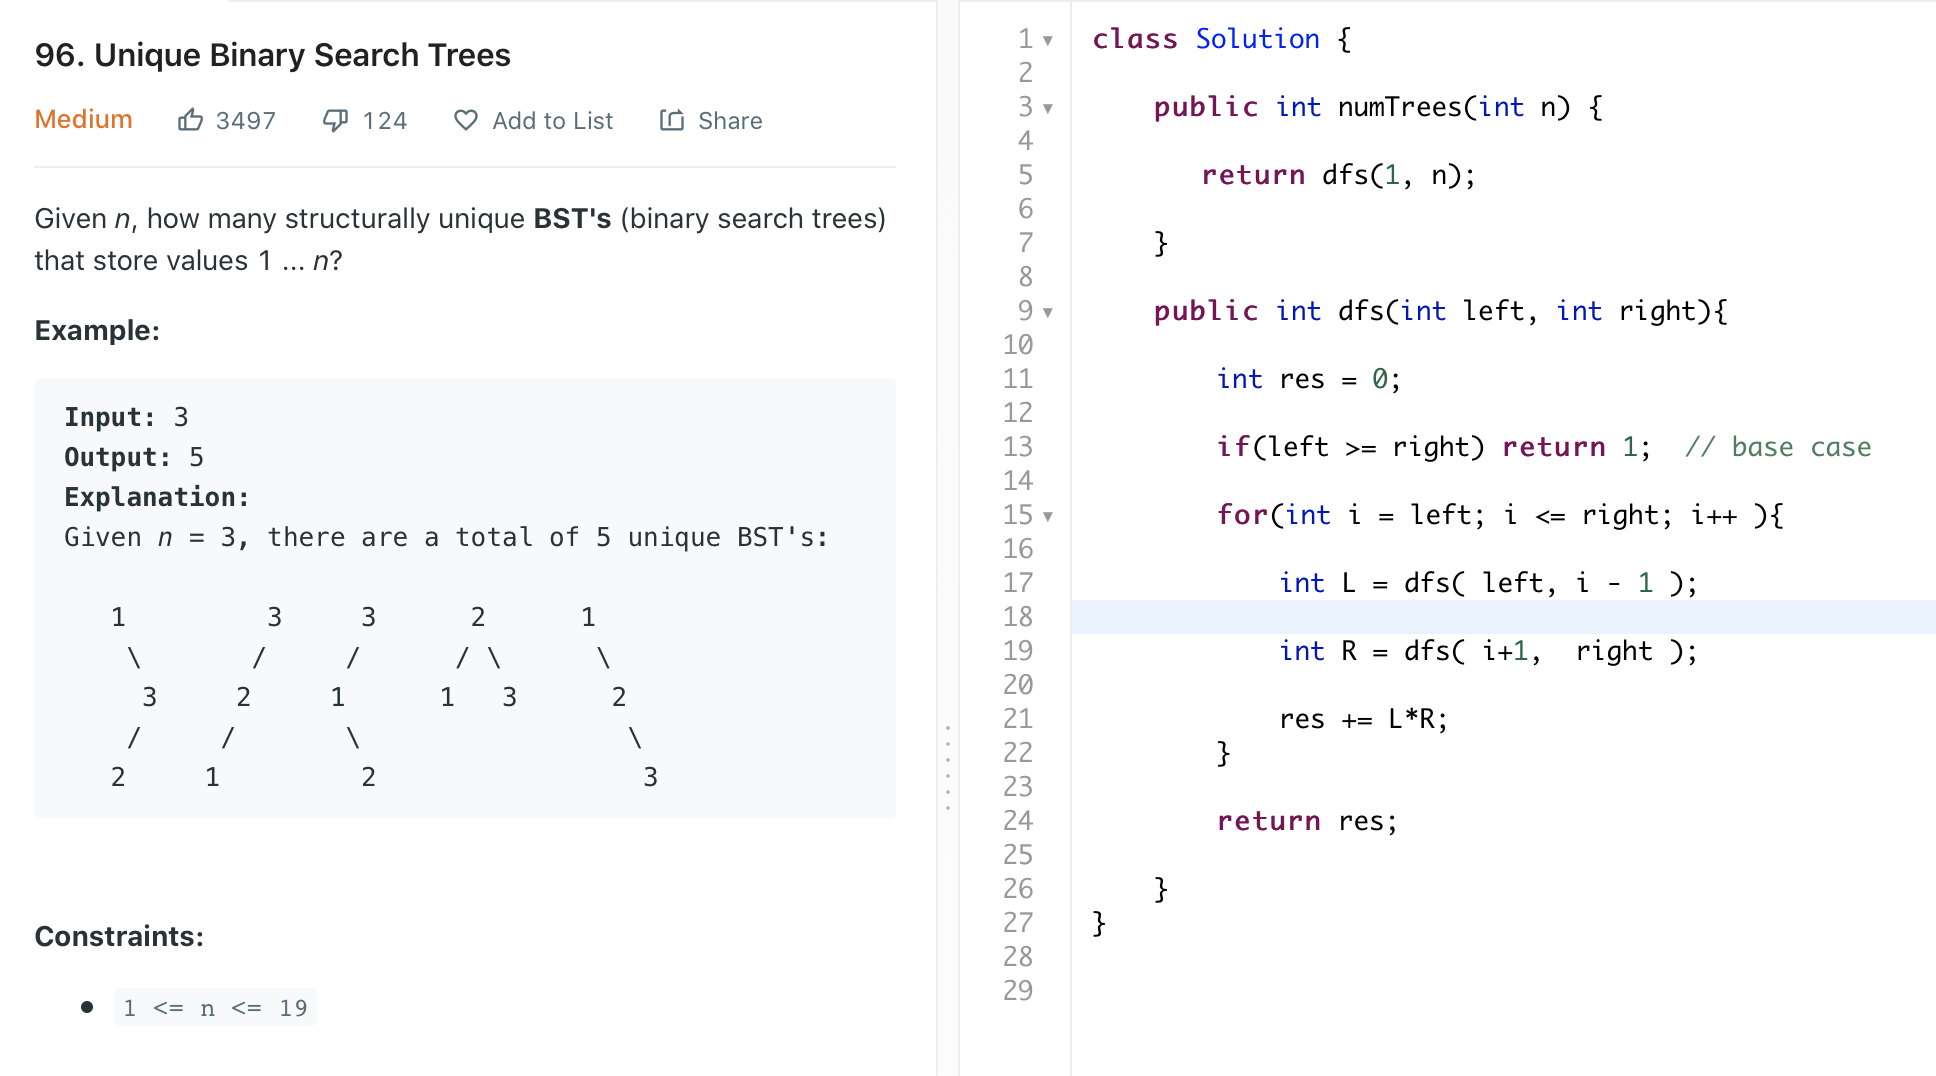 96. Unique Binary Search Trees
Medium 3497 124 Add to List Share
Given n, how many structurally unique BST's (binary search trees)
that store values 1 ... n?
Example:
Input: 3
Output: 5
Explanation:
Given n = 3, there are a total of 5 unique BST's:
   1         3     3      2      1
    \       /     /      / \      \
     3     2     1      1   3      2
    /     /       \                 \
   2     1         2                 3
Constraints:
1 <= n <= 19
1 class Solution {
2
3     public int numTrees(int n) {
4
5        return dfs(1, n);
6
7     }
8
9     public int dfs(int left, int right){
10
11         int res = 0;
12
13         if(left >= right) return 1;  // base case
14
15         for(int i = left; i <= right; i++ ){
16
17             int L = dfs( left, i - 1 );
18
19             int R = dfs( i+1,  right );
20
21             res += L*R;
22         }
23
24         return res;
25
26     }
27 }
28
29